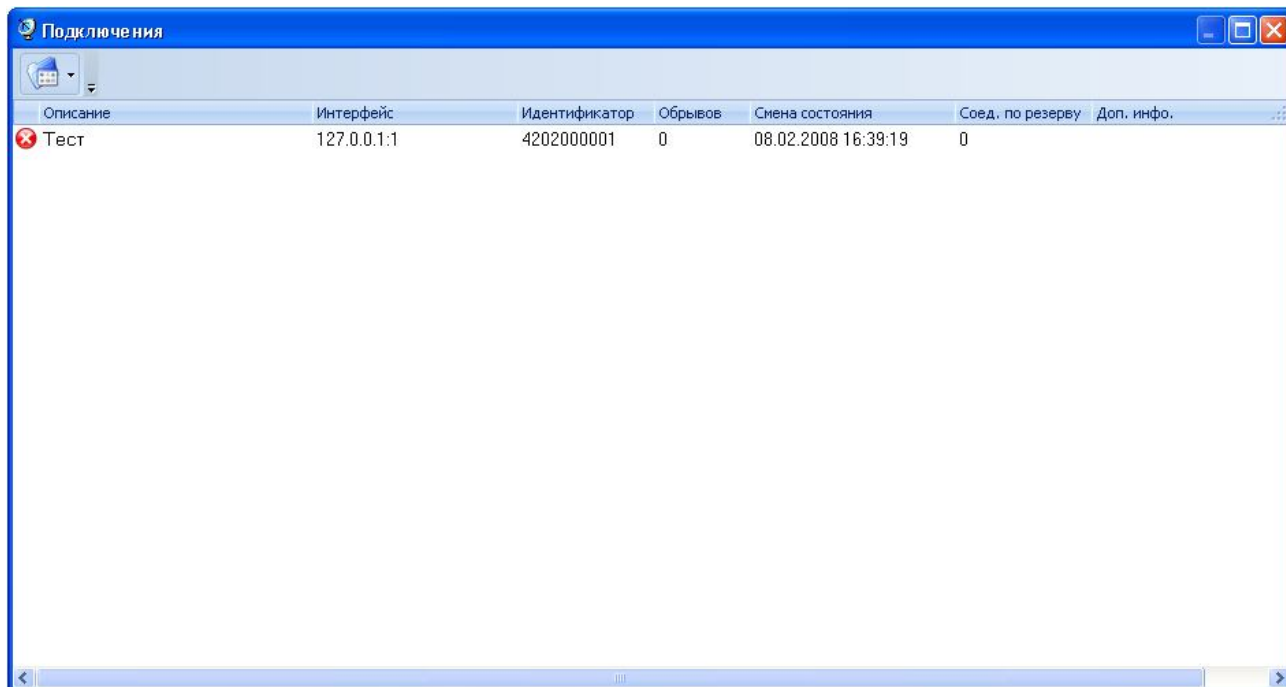 Подключения
Описание Интерфейс Идентификатор Обрывов Смена состояния Соед. по резерву Доп. инфо.
Тест 127.0.0.1:1 4202000001 0 08.02.2008 16:39:19 0